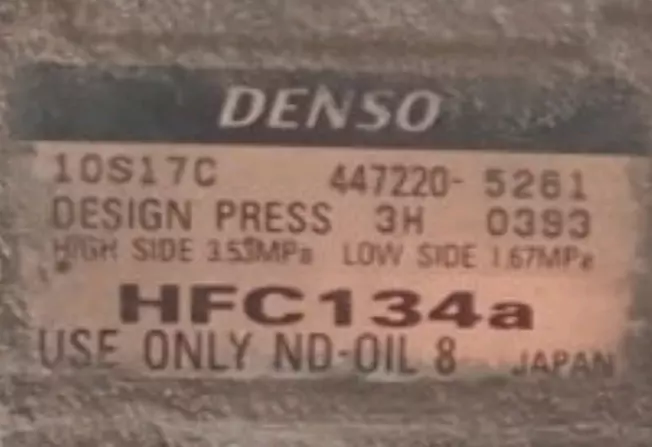 DENSO
10S17C 447220- 5261
DESIGN PRESS 3H 0393
HIGH SIDE 3.53MPa LOW SIDE 1.67MPa
HFC134a
USE ONLY ND-OIL 8 JAPAN